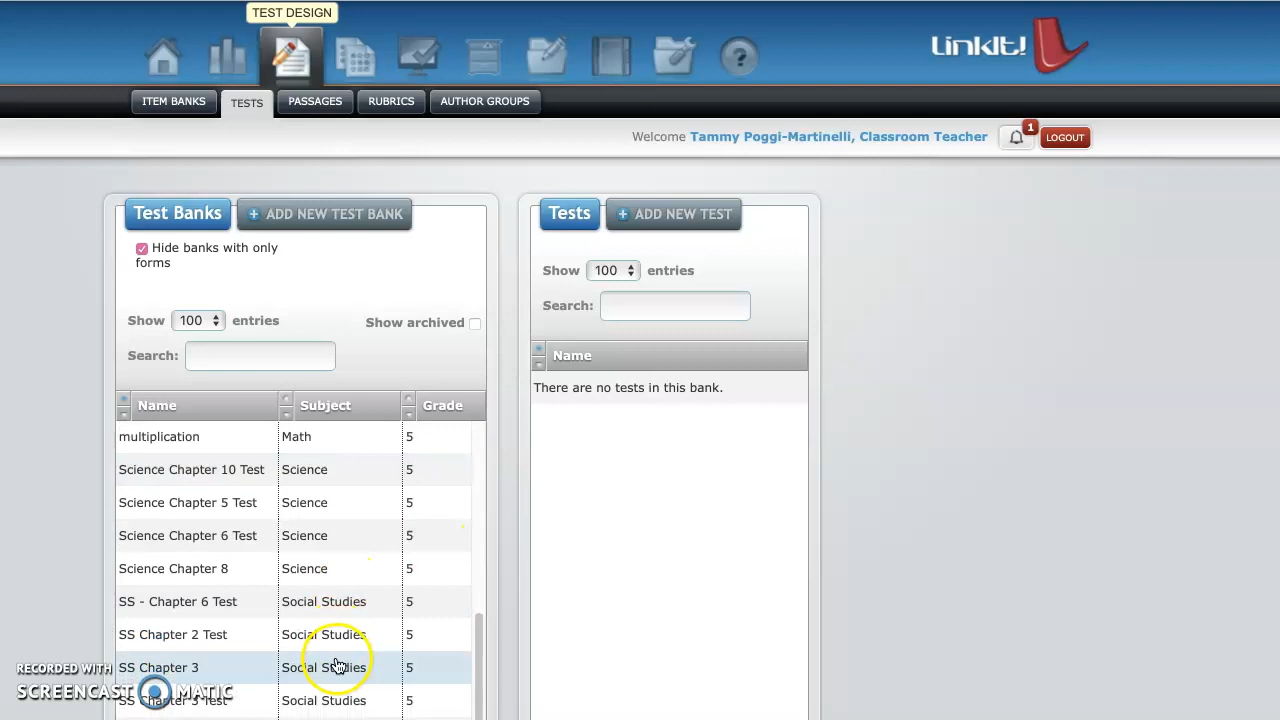 TEST DESIGN
LinkIt!
?
ITEM BANKS TESTS PASSAGES RUBRICS AUTHOR GROUPS
Welcome Tammy Poggi-Martinelli, Classroom Teacher 1 LOGOUT
Test Banks + ADD NEW TEST BANK
Hide banks with only
forms
Show 100 entries Show archived
Search:
Name Subject Grade
multiplication Math 5
Science Chapter 10 Test Science 5
Science Chapter 5 Test Science 5
Science Chapter 6 Test Science 5
Science Chapter 8 Science 5
SS - Chapter 6 Test Social Studies 5
SS Chapter 2 Test Social Studies 5
SS Chapter 3 Social Studies 5
SS Chapter 3 Test Social Studies 5
Tests + ADD NEW TEST
Show 100 entries
Search:
Name
There are no tests in this bank.
RECORDED WITH
SCREENCAST MATIC